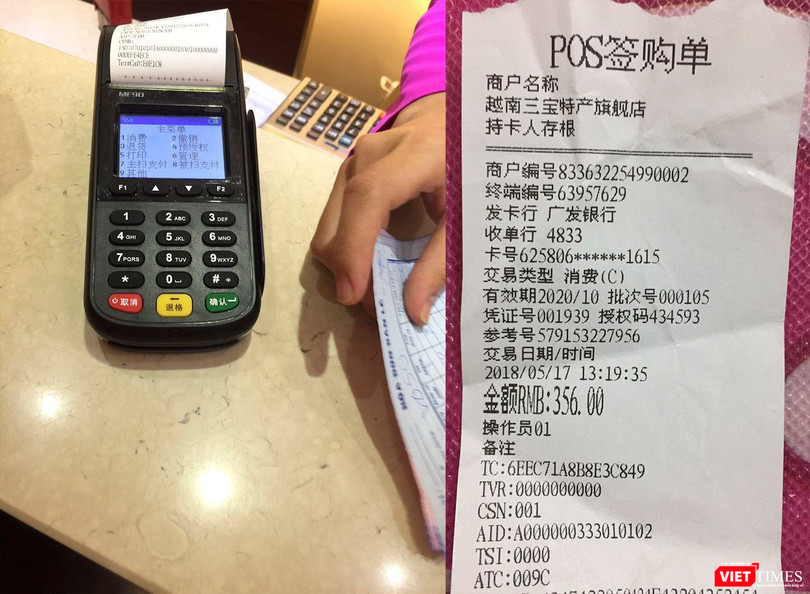 00DEFE4ECE
TermCap:E0E1C8
MF90
主菜单
1消费 2撤销
3退货 4预授权
5打印 6管理
7主扫支付 8被扫支付
9其他
F1 ▲ ▼ F2
1 2ABC 3DEF
4GHI 5JKL 6MNO
7PQRS 8TUV 9WXYZ
* 0 #
取消 退格 确认
POS签购单
商户名称
越南三宝特产旗舰店
持卡人存根
商户编号833632254990002
终端编号63957629
发卡行 广发银行
收单行 4833
卡号625806******1615
交易类型 消费(C)
有效期2020/10 批次号000105
凭证号001939 授权码434593
参考号579153227956
交易日期/时间
2018/05/17 13:19:35
金额RMB:356.00
操作员01
备注
TC:6FEC71A8B8E3C849
TVR:0000000000
CSN:001
AID:A000000333010102
TSI:0000
ATC:009C
VIETTIMES